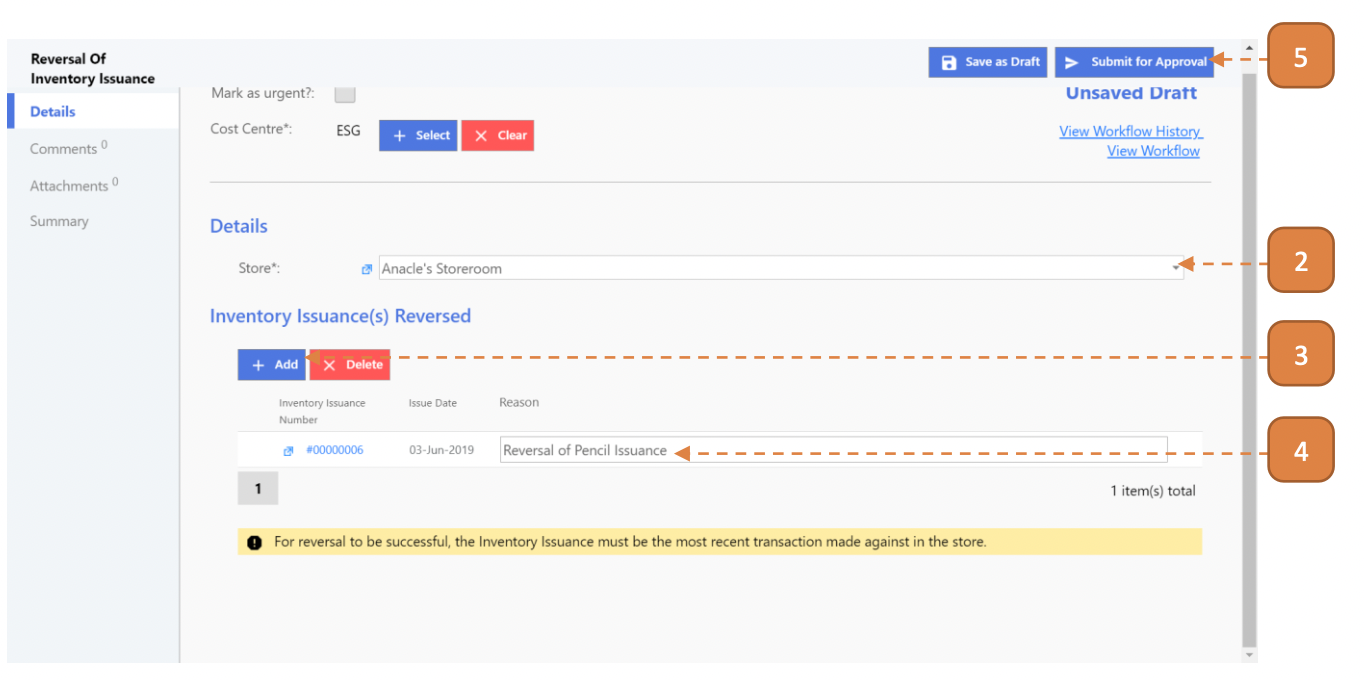 Reversal Of
Inventory Issuance
Save as Draft
Submit for Approval
5
Details
Comments 0
Attachments 0
Summary
Mark as urgent?:
Unsaved Draft
Cost Centre*: ESG + Select × Clear
View Workflow History
View Workflow
Details
Store*: Anacle's Storeroom
2
Inventory Issuance(s) Reversed
+ Add × Delete
3
Inventory Issuance
Number
Issue Date
Reason
#00000006 03-Jun-2019 Reversal of Pencil Issuance
4
1
1 item(s) total
For reversal to be successful, the Inventory Issuance must be the most recent transaction made against in the store.